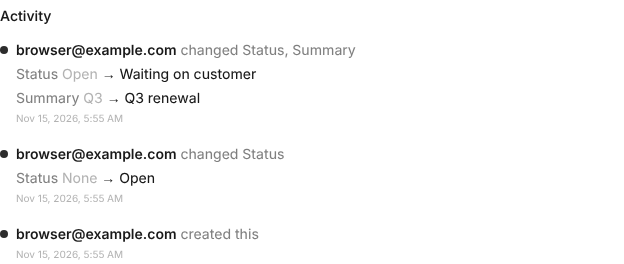 Activity
browser@example.com changed Status, Summary
Status Open → Waiting on customer
Summary Q3 → Q3 renewal
Nov 15, 2026, 5:55 AM
browser@example.com changed Status
Status None → Open
Nov 15, 2026, 5:55 AM
browser@example.com created this
Nov 15, 2026, 5:55 AM